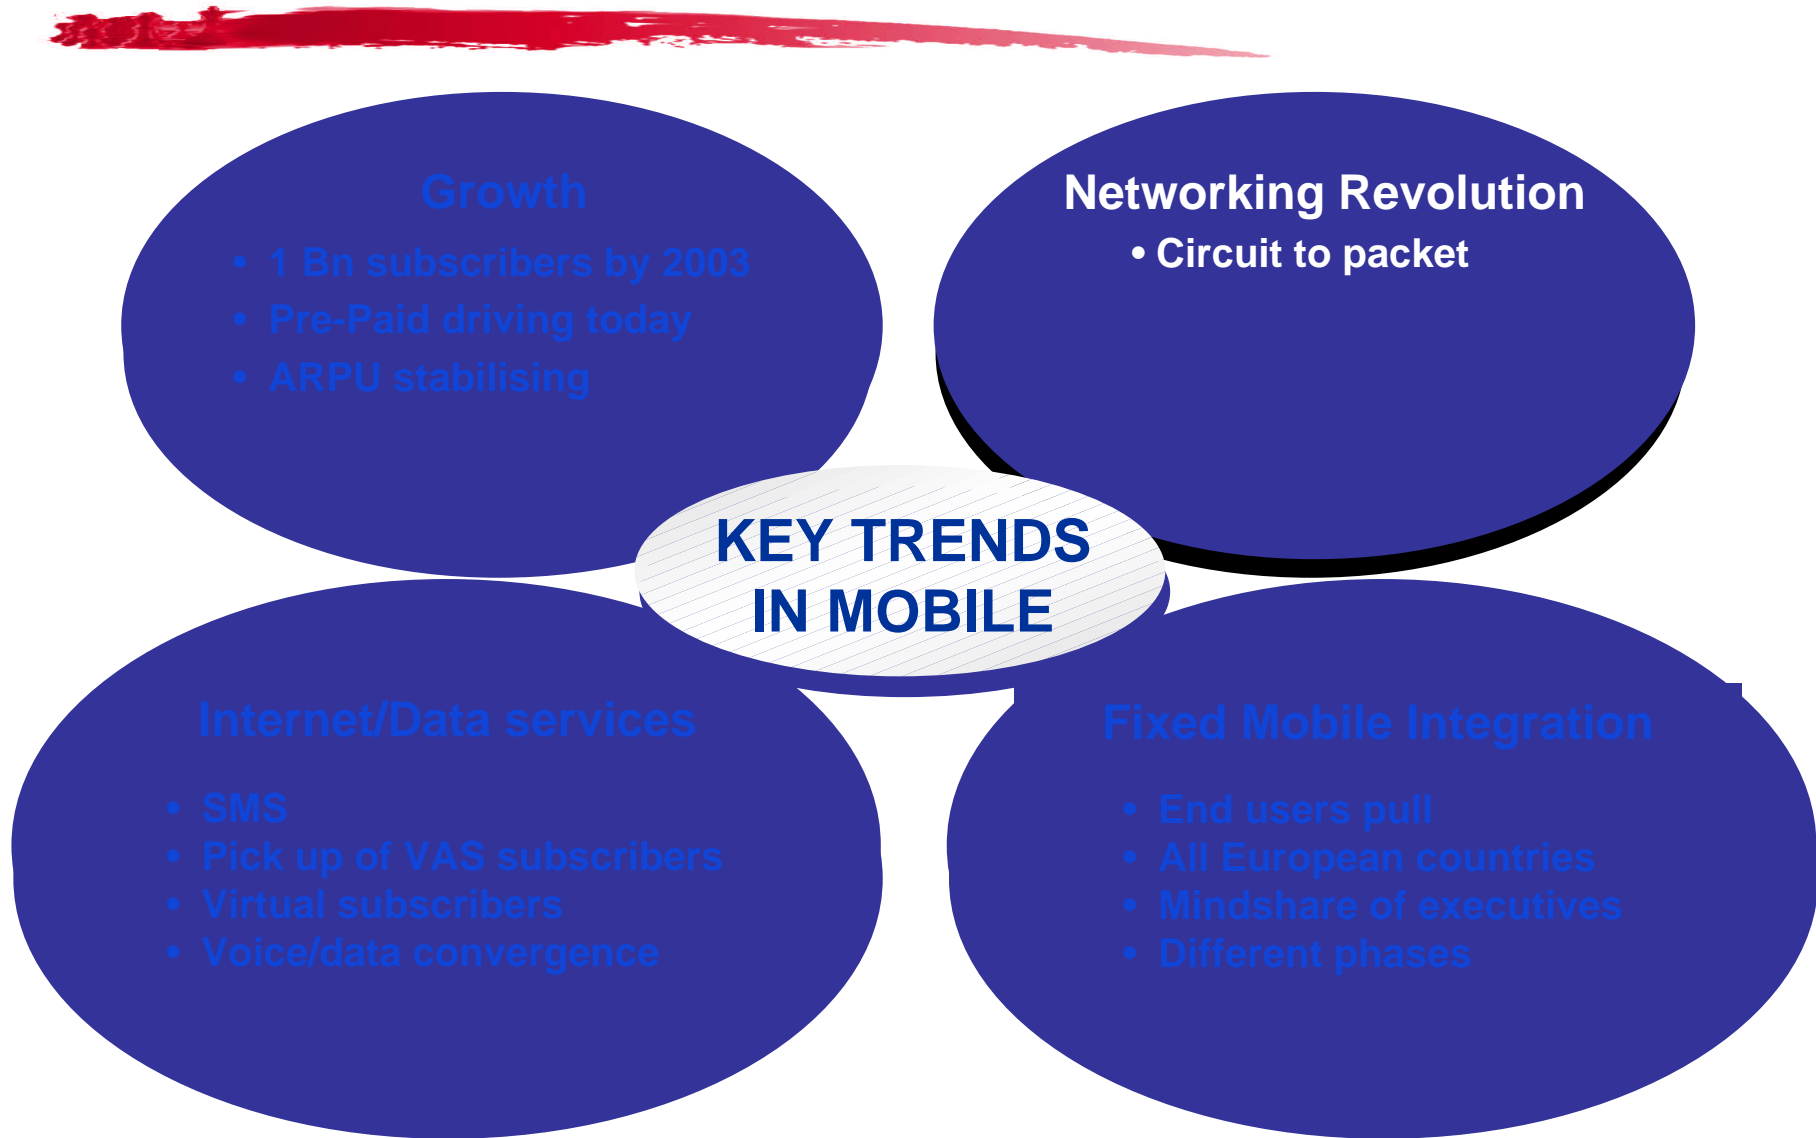 Growth
• 1 Bn subscribers by 2003
• Pre-Paid driving today
• ARPU stabilising
Networking Revolution
• Circuit to packet
KEY TRENDS
IN MOBILE
Internet/Data services
• SMS
• Pick up of VAS subscribers
• Virtual subscribers
• Voice/data convergence
Fixed Mobile Integration
• End users pull
• All European countries
• Mindshare of executives
• Different phases